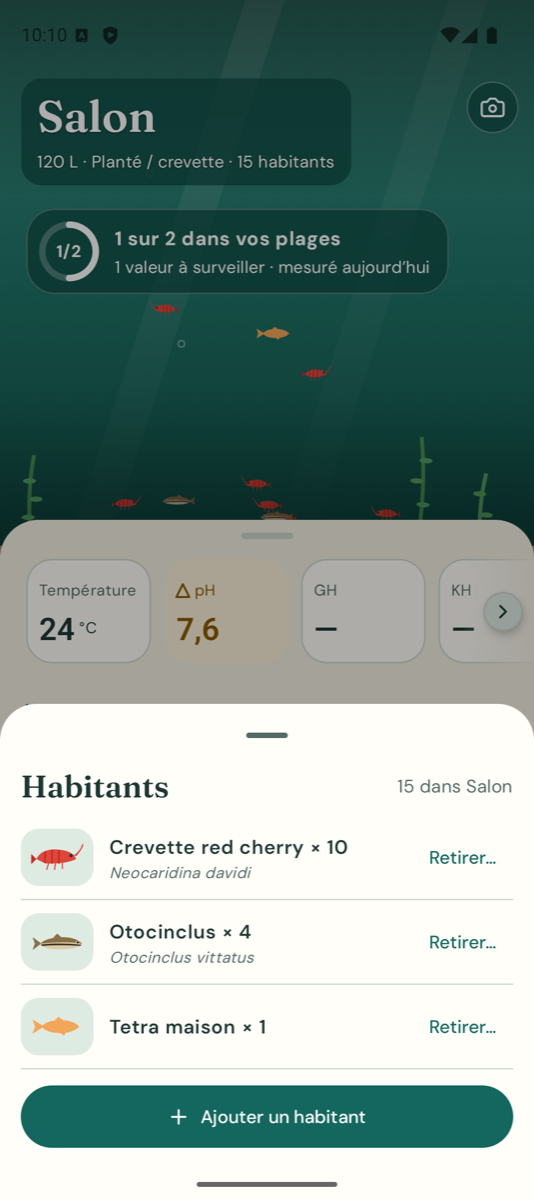 10:10
Salon
120 L · Planté / crevette · 15 habitants
1/2
1 sur 2 dans vos plages
1 valeur à surveiller · mesuré aujourd’hui
Température
24 °C
pH
7,6
GH
—
KH
—
Habitants
15 dans Salon
Crevette red cherry × 10
Neocaridina davidi
Retirer…
Otocinclus × 4
Otocinclus vittatus
Retirer…
Tetra maison × 1
Retirer…
+ Ajouter un habitant